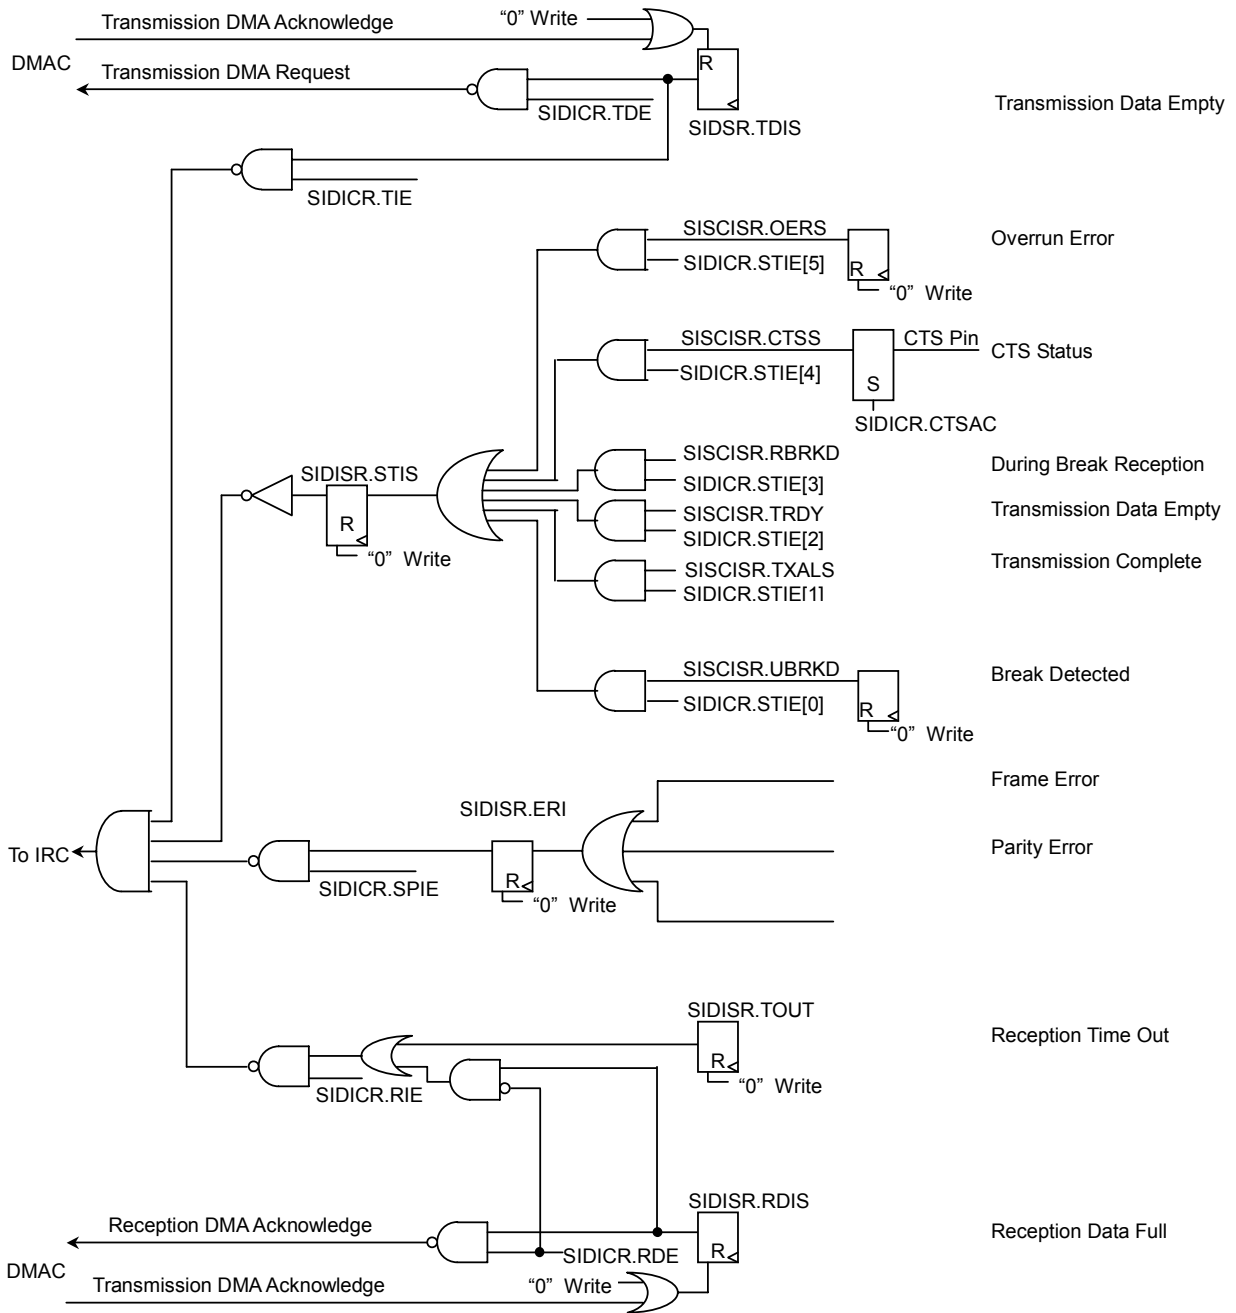 Transmission DMA Acknowledge
“0” Write
DMAC
R
Transmission DMA Request
SIDICR.TDE
SIDSR.TDIS
Transmission Data Empty
SIDICR.TIE
SISCISR.OERS
Overrun Error
SIDICR.STIE[5]
R
“0” Write
SISCISR.CTSS
CTS Pin
CTS Status
SIDICR.STIE[4]
S
SIDICR.CTSAC
SISCISR.RBRKD
During Break Reception
SIDISR.STIS
SIDICR.STIE[3]
SISCISR.TRDY
Transmission Data Empty
R
SIDICR.STIE[2]
“0” Write
SISCISR.TXALS
Transmission Complete
SIDICR.STIE[1]
SISCISR.UBRKD
Break Detected
SIDICR.STIE[0]
R
“0” Write
Frame Error
SIDISR.ERI
To IRC
Parity Error
SIDICR.SPIE
R
“0” Write
SIDISR.TOUT
Reception Time Out
R
SIDICR.RIE
“0” Write
SIDISR.RDIS
Reception DMA Acknowledge
Reception Data Full
R
SIDICR.RDE
DMAC
Transmission DMA Acknowledge
“0” Write